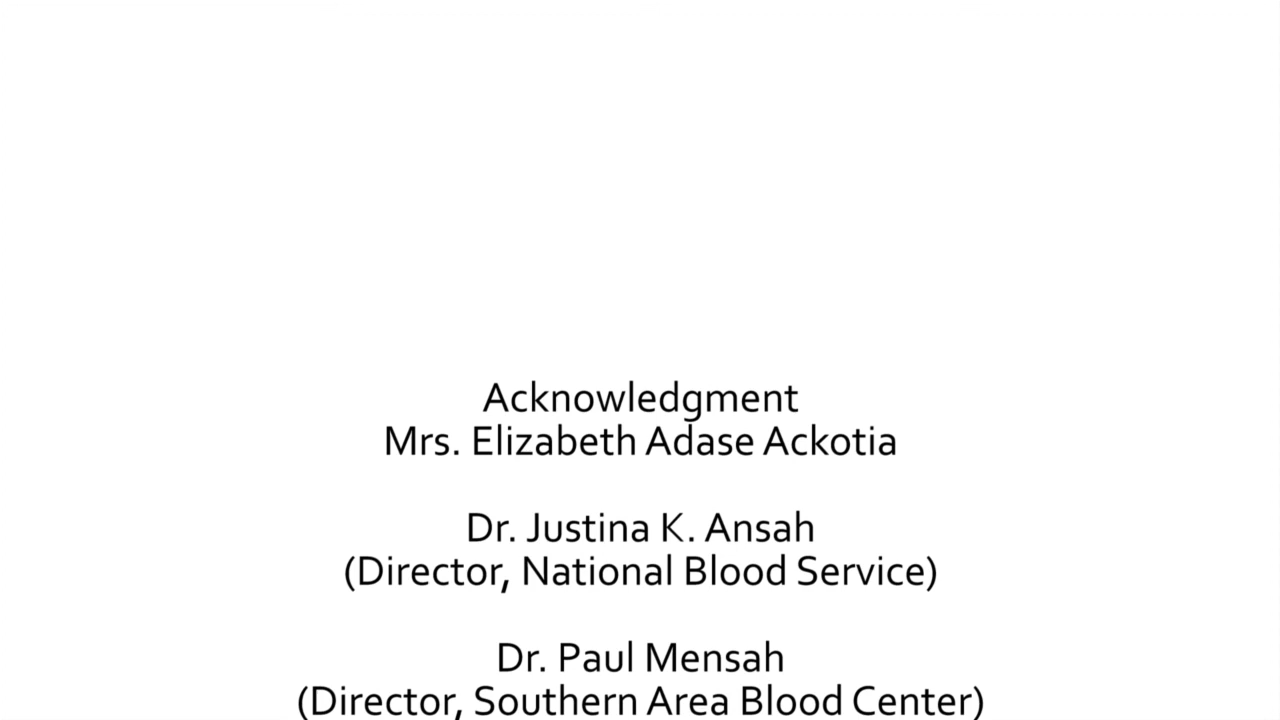 Acknowledgment
Mrs. Elizabeth Adase Ackotia
Dr. Justina K. Ansah
(Director, National Blood Service)
Dr. Paul Mensah
(Director, Southern Area Blood Center)